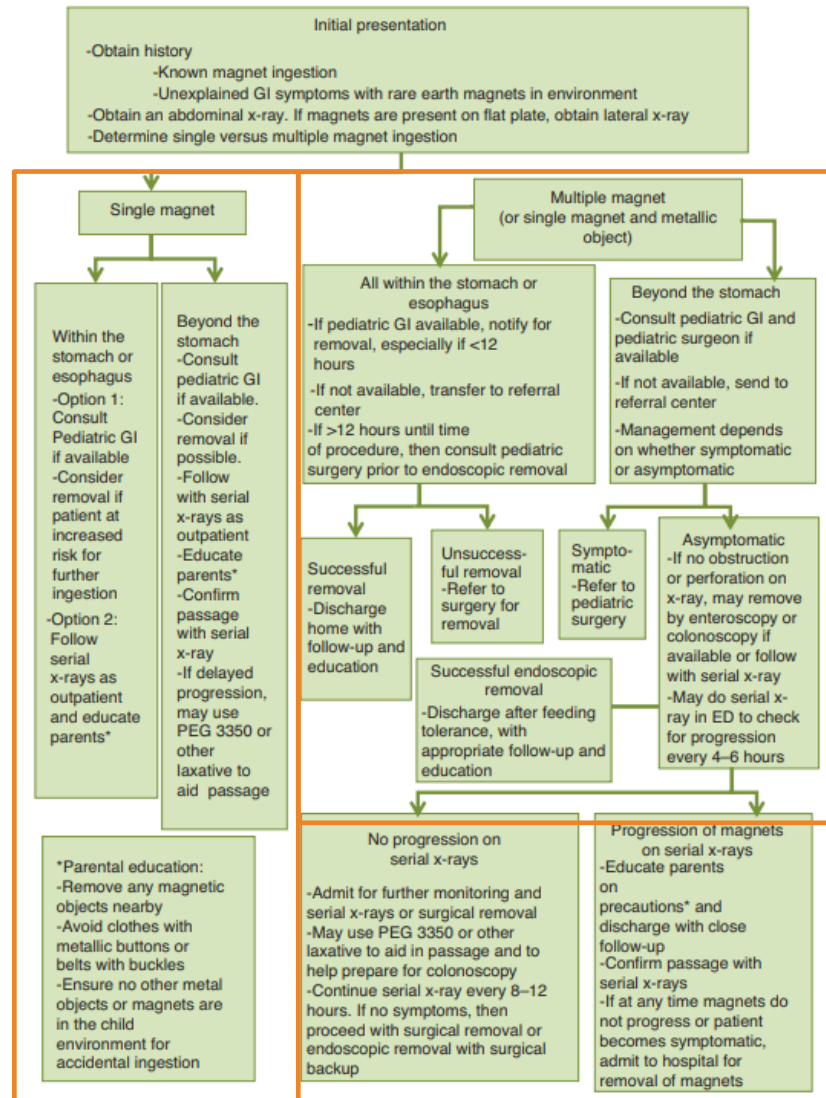 Initial presentation
-Obtain history
-Known magnet ingestion
-Unexplained GI symptoms with rare earth magnets in environment
-Obtain an abdominal x-ray. If magnets are present on flat plate, obtain lateral x-ray
-Determine single versus multiple magnet ingestion
Single magnet
Within the
stomach or
esophagus
-Option 1:
Consult
Pediatric GI
if available
-Consider
removal if
patient at
increased
risk for
further
ingestion
-Option 2:
Follow
serial
x-rays as
outpatient
and educate
parents*
Beyond the
stomach
-Consult
pediatric GI
if available.
-Consider
removal if
possible.
-Follow
with serial
x-rays as
outpatient
-Educate
parents*
-Confirm
passage
with serial
x-ray
-If delayed
progression,
may use
PEG 3350 or
other
laxative to
aid passage
*Parental education:
-Remove any magnetic
objects nearby
-Avoid clothes with
metallic buttons or
belts with buckles
-Ensure no other metal
objects or magnets are
in the child
environment for
accidental ingestion
Multiple magnet
(or single magnet and metallic
object)
All within the stomach or
esophagus
-If pediatric GI available, notify for
removal, especially if <12
hours
-If not available, transfer to referral
center
-If >12 hours until time
of procedure, then consult pediatric
surgery prior to endoscopic removal
Beyond the stomach
-Consult pediatric GI and
pediatric surgeon if
available
-If not available, send to
referral center
-Management depends
on whether symptomatic
or asymptomatic
Successful
removal
-Discharge
home with
follow-up and
education
Unsuccess-
ful removal
-Refer to
surgery for
removal
Sympto-
matic
- Refer to
pediatric
surgery
Asymptomatic
-If no obstruction
or perforation on
x-ray, may remove
by enteroscopy or
colonoscopy if
available or follow
with serial x-ray
-May do serial x-
ray in ED to check
for progression
every 4–6 hours
Successful endoscopic
removal
-Discharge after feeding
tolerance, with
appropriate follow-up and
education
No progression on
serial x-rays
-Admit for further monitoring and
serial x-rays or surgical removal
-May use PEG 3350 or other
laxative to aid in passage and to
help prepare for colonoscopy
-Continue serial x-ray every 8–12
hours. If no symptoms, then
proceed with surgical removal or
endoscopic removal with surgical
backup
Progression of magnets
on serial x-rays
-Educate parents
on
precautions* and
discharge with close
follow-up
-Confirm passage with
serial x-rays
-If at any time magnets do
not progress or patient
becomes symptomatic,
admit to hospital for
removal of magnets